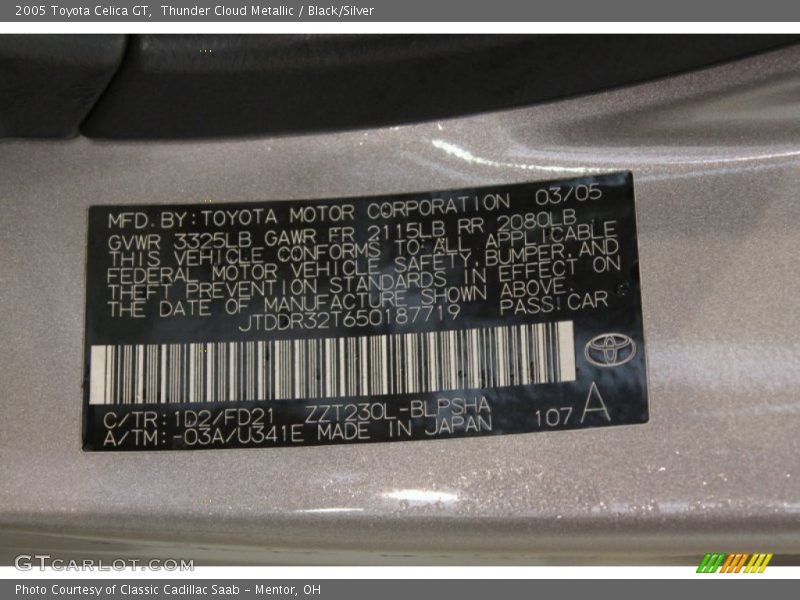 2005 Toyota Celica GT,  Thunder Cloud Metallic / Black/Silver
MFD. BY: TOYOTA MOTOR CORPORATION 03/05
GVWR 3325LB GAWR FR 2115LB RR 2080LB
THIS VEHICLE CONFORMS TO ALL APPLICABLE
FEDERAL MOTOR VEHICLE SAFETY, BUMPER, AND
THEFT PREVENTION STANDARDS IN EFFECT ON
THE DATE OF MANUFACTURE SHOWN ABOVE.
JTDDR32T650187719 PASS.CAR
C/TR: 1D2/FD21 ZZT230L-BLPSHA
A/TM: -03A/U341E MADE IN JAPAN 107 A
GTCARLOT.COM
Photo Courtesy of Classic Cadillac Saab - Mentor, OH